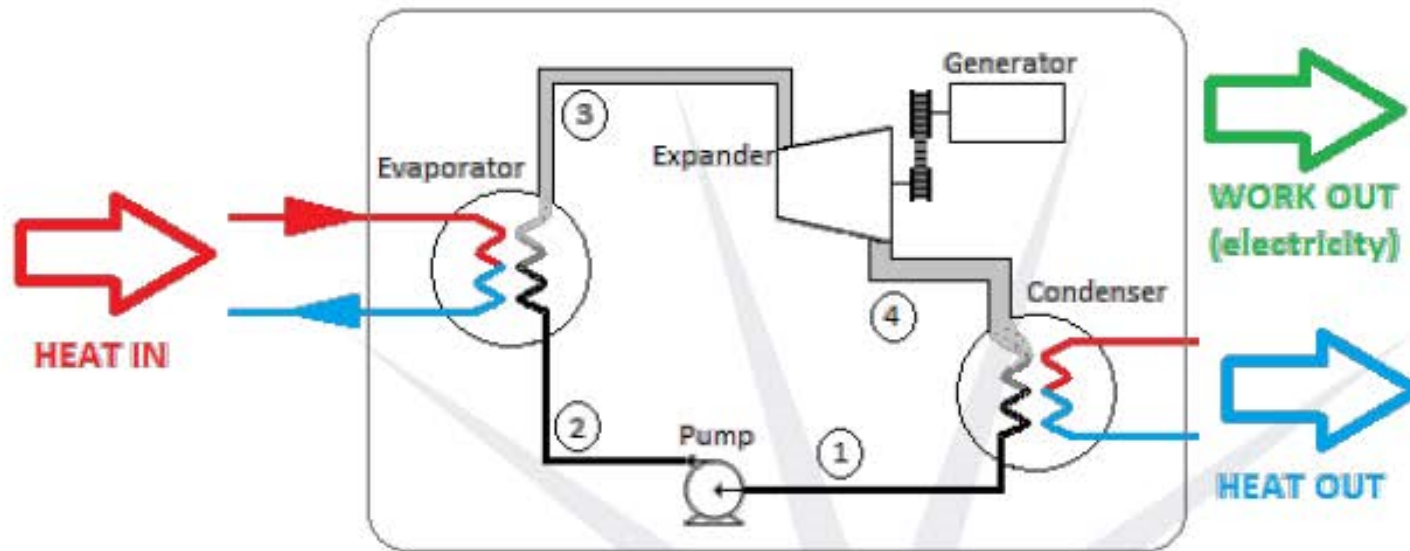 Generator
3
Expander
Evaporator
WORK OUT
(electricity)
Condenser
4
HEAT IN
2
Pump
1
HEAT OUT